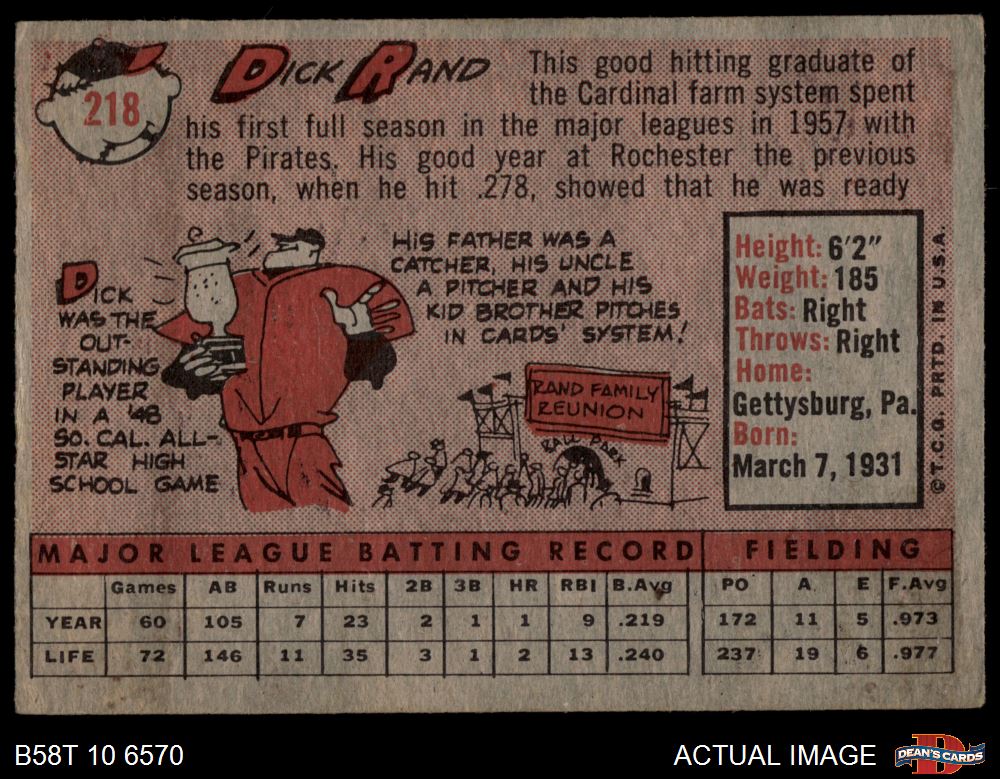 218
DICK RAND
This good hitting graduate of
the Cardinal farm system spent
his first full season in the major leagues in 1957 with
the Pirates. His good year at Rochester the previous
season, when he hit .278, showed that he was ready
DICK
WAS THE
OUT-
STANDING
PLAYER
IN A '48
SO. CAL. ALL-
STAR HIGH
SCHOOL GAME
HIS FATHER WAS A
CATCHER, HIS UNCLE
A PITCHER AND HIS
KID BROTHER PITCHES
IN CARDS' SYSTEM!
RAND FAMILY
REUNION
BALL PARK
Height: 6'2"
Weight: 185
Bats: Right
Throws: Right
Home:
Gettysburg, Pa.
Born:
March 7, 1931
©T.C.G. PRTD. IN U.S.A.
MAJOR LEAGUE BATTING RECORD FIELDING
Games AB Runs Hits 2B 3B HR RBI B.Avg PO A E F.Avg
YEAR 60 105 7 23 2 1 1 9 .219 172 11 5 .973
LIFE 72 146 11 35 3 1 2 13 .240 237 19 6 .977
B58T 10 6570
ACTUAL IMAGE
DEAN'S CARDS